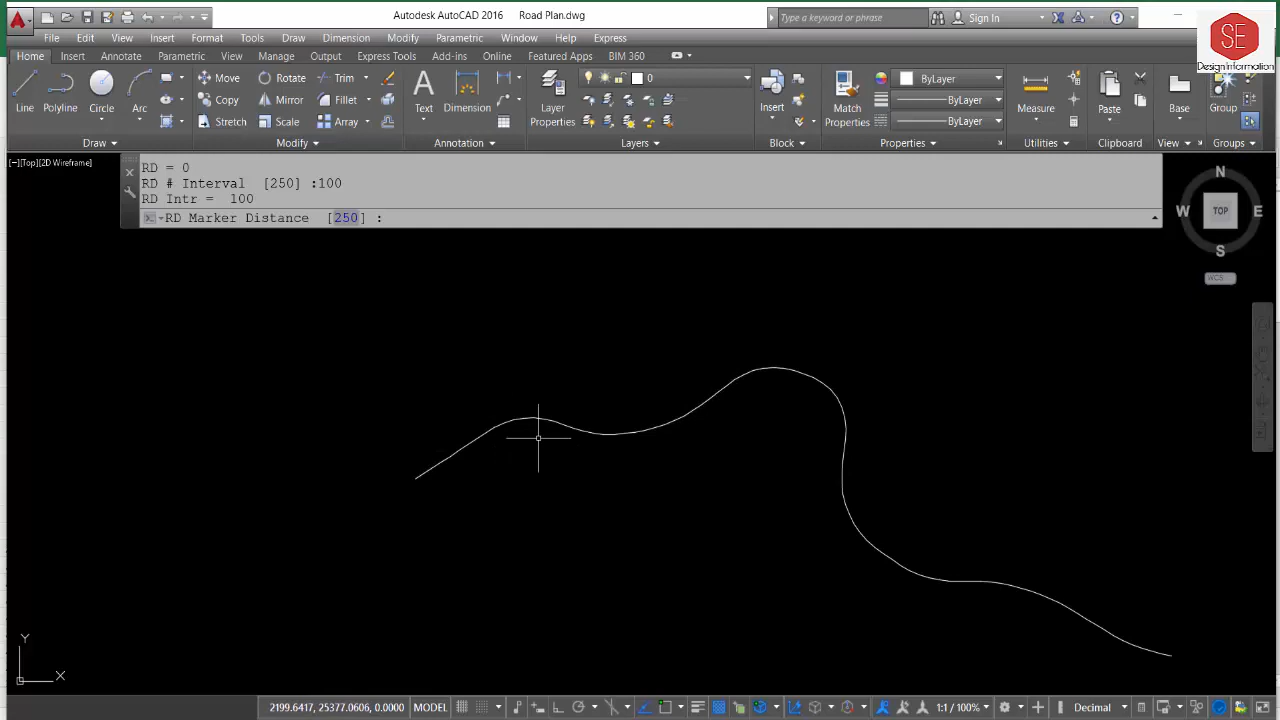 Autodesk AutoCAD 2016 Road Plan.dwg
Type a keyword or phrase
Sign In
SE
DesignInformation
File Edit View Insert Format Tools Draw Dimension Modify Parametric Window Help Express
Home Insert Annotate Parametric View Manage Output Express Tools Add-ins Online Featured Apps BIM 360
Move Rotate Trim
0
ByLayer
Line Polyline Circle Arc
Copy Mirror Fillet
Text Dimension
Layer Properties
Insert
Match Properties
ByLayer
Measure
Paste
Base
Group
Stretch Scale Array
ByLayer
Draw Modify Annotation Layers Block Properties Utilities Clipboard View Groups
[−][Top][2D Wireframe]
RD = 0
RD # Interval [250] :100
RD Intr = 100
RD Marker Distance [250] :
N
W TOP E
S
WCS
Y
X
2199.6417, 25377.0606, 0.0000 MODEL
1:1 / 100%
Decimal